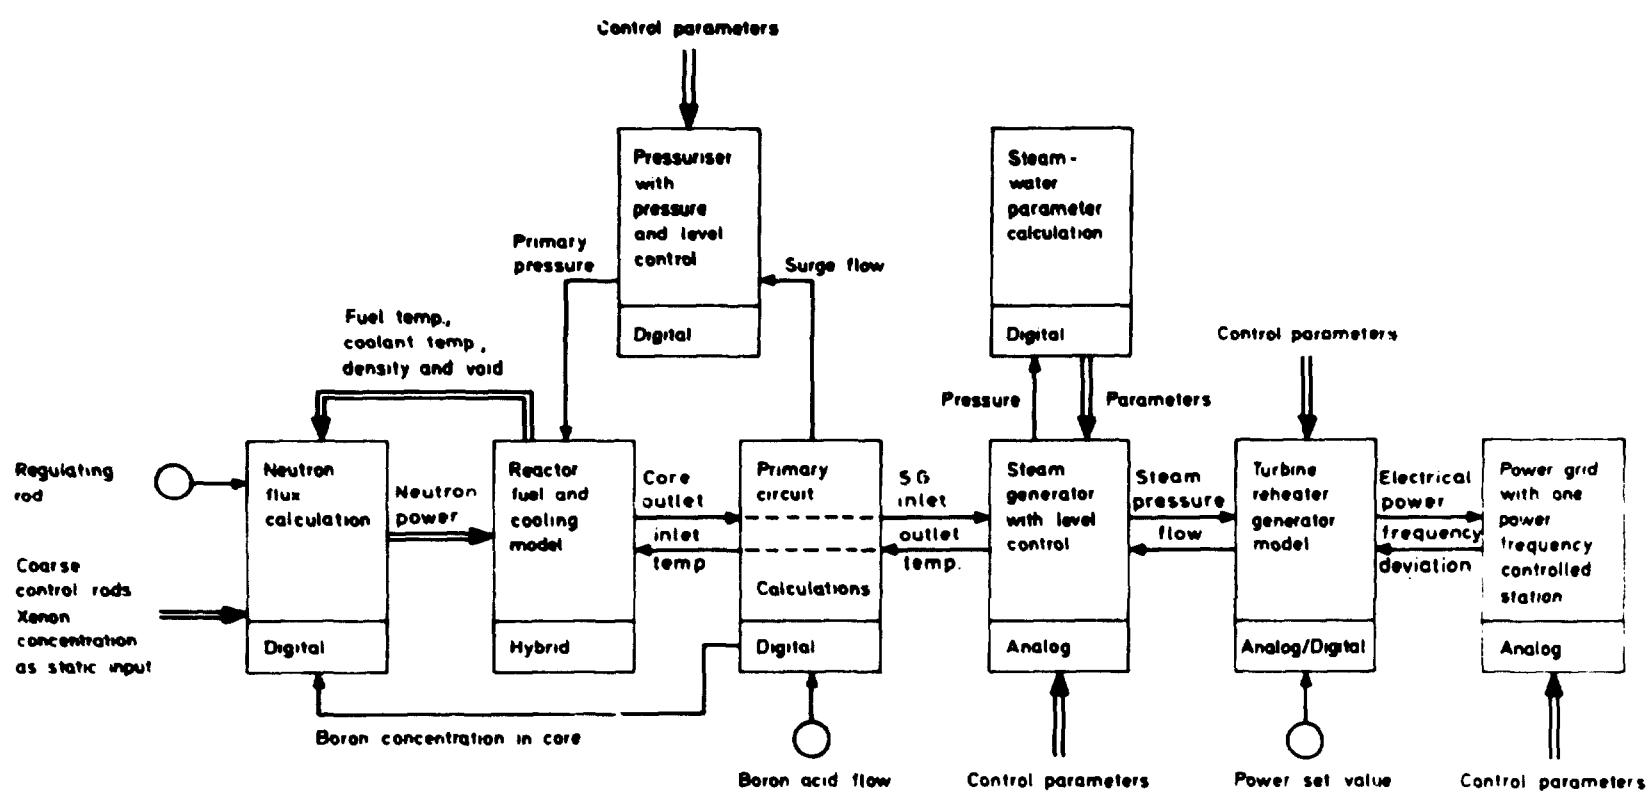 Control parameters
Pressuriser
with
pressure
and level
control
Digital
Steam-
water
parameter
calculation
Digital
Primary
pressure
Surge flow
Fuel temp.,
coolant temp,
density and void
Control parameters
Pressure
Parameters
Regulating
rod
Coarse
control rods
Xenon
concentration
as static input
Neutron
flux
calculation
Digital
Neutron
power
Reactor
fuel and
cooling
model
Hybrid
Core
outlet
inlet
temp
Primary
circuit
Calculations
Digital
SG
inlet
outlet
temp.
Steam
generator
with level
control
Analog
Steam
pressure
flow
Turbine
reheater
generator
model
Analog/Digital
Electrical
power
frequency
deviation
Power grid
with one
power
frequency
controlled
station
Analog
Boron concentration in core
Boron acid flow
Control parameters
Power set value
Control parameters